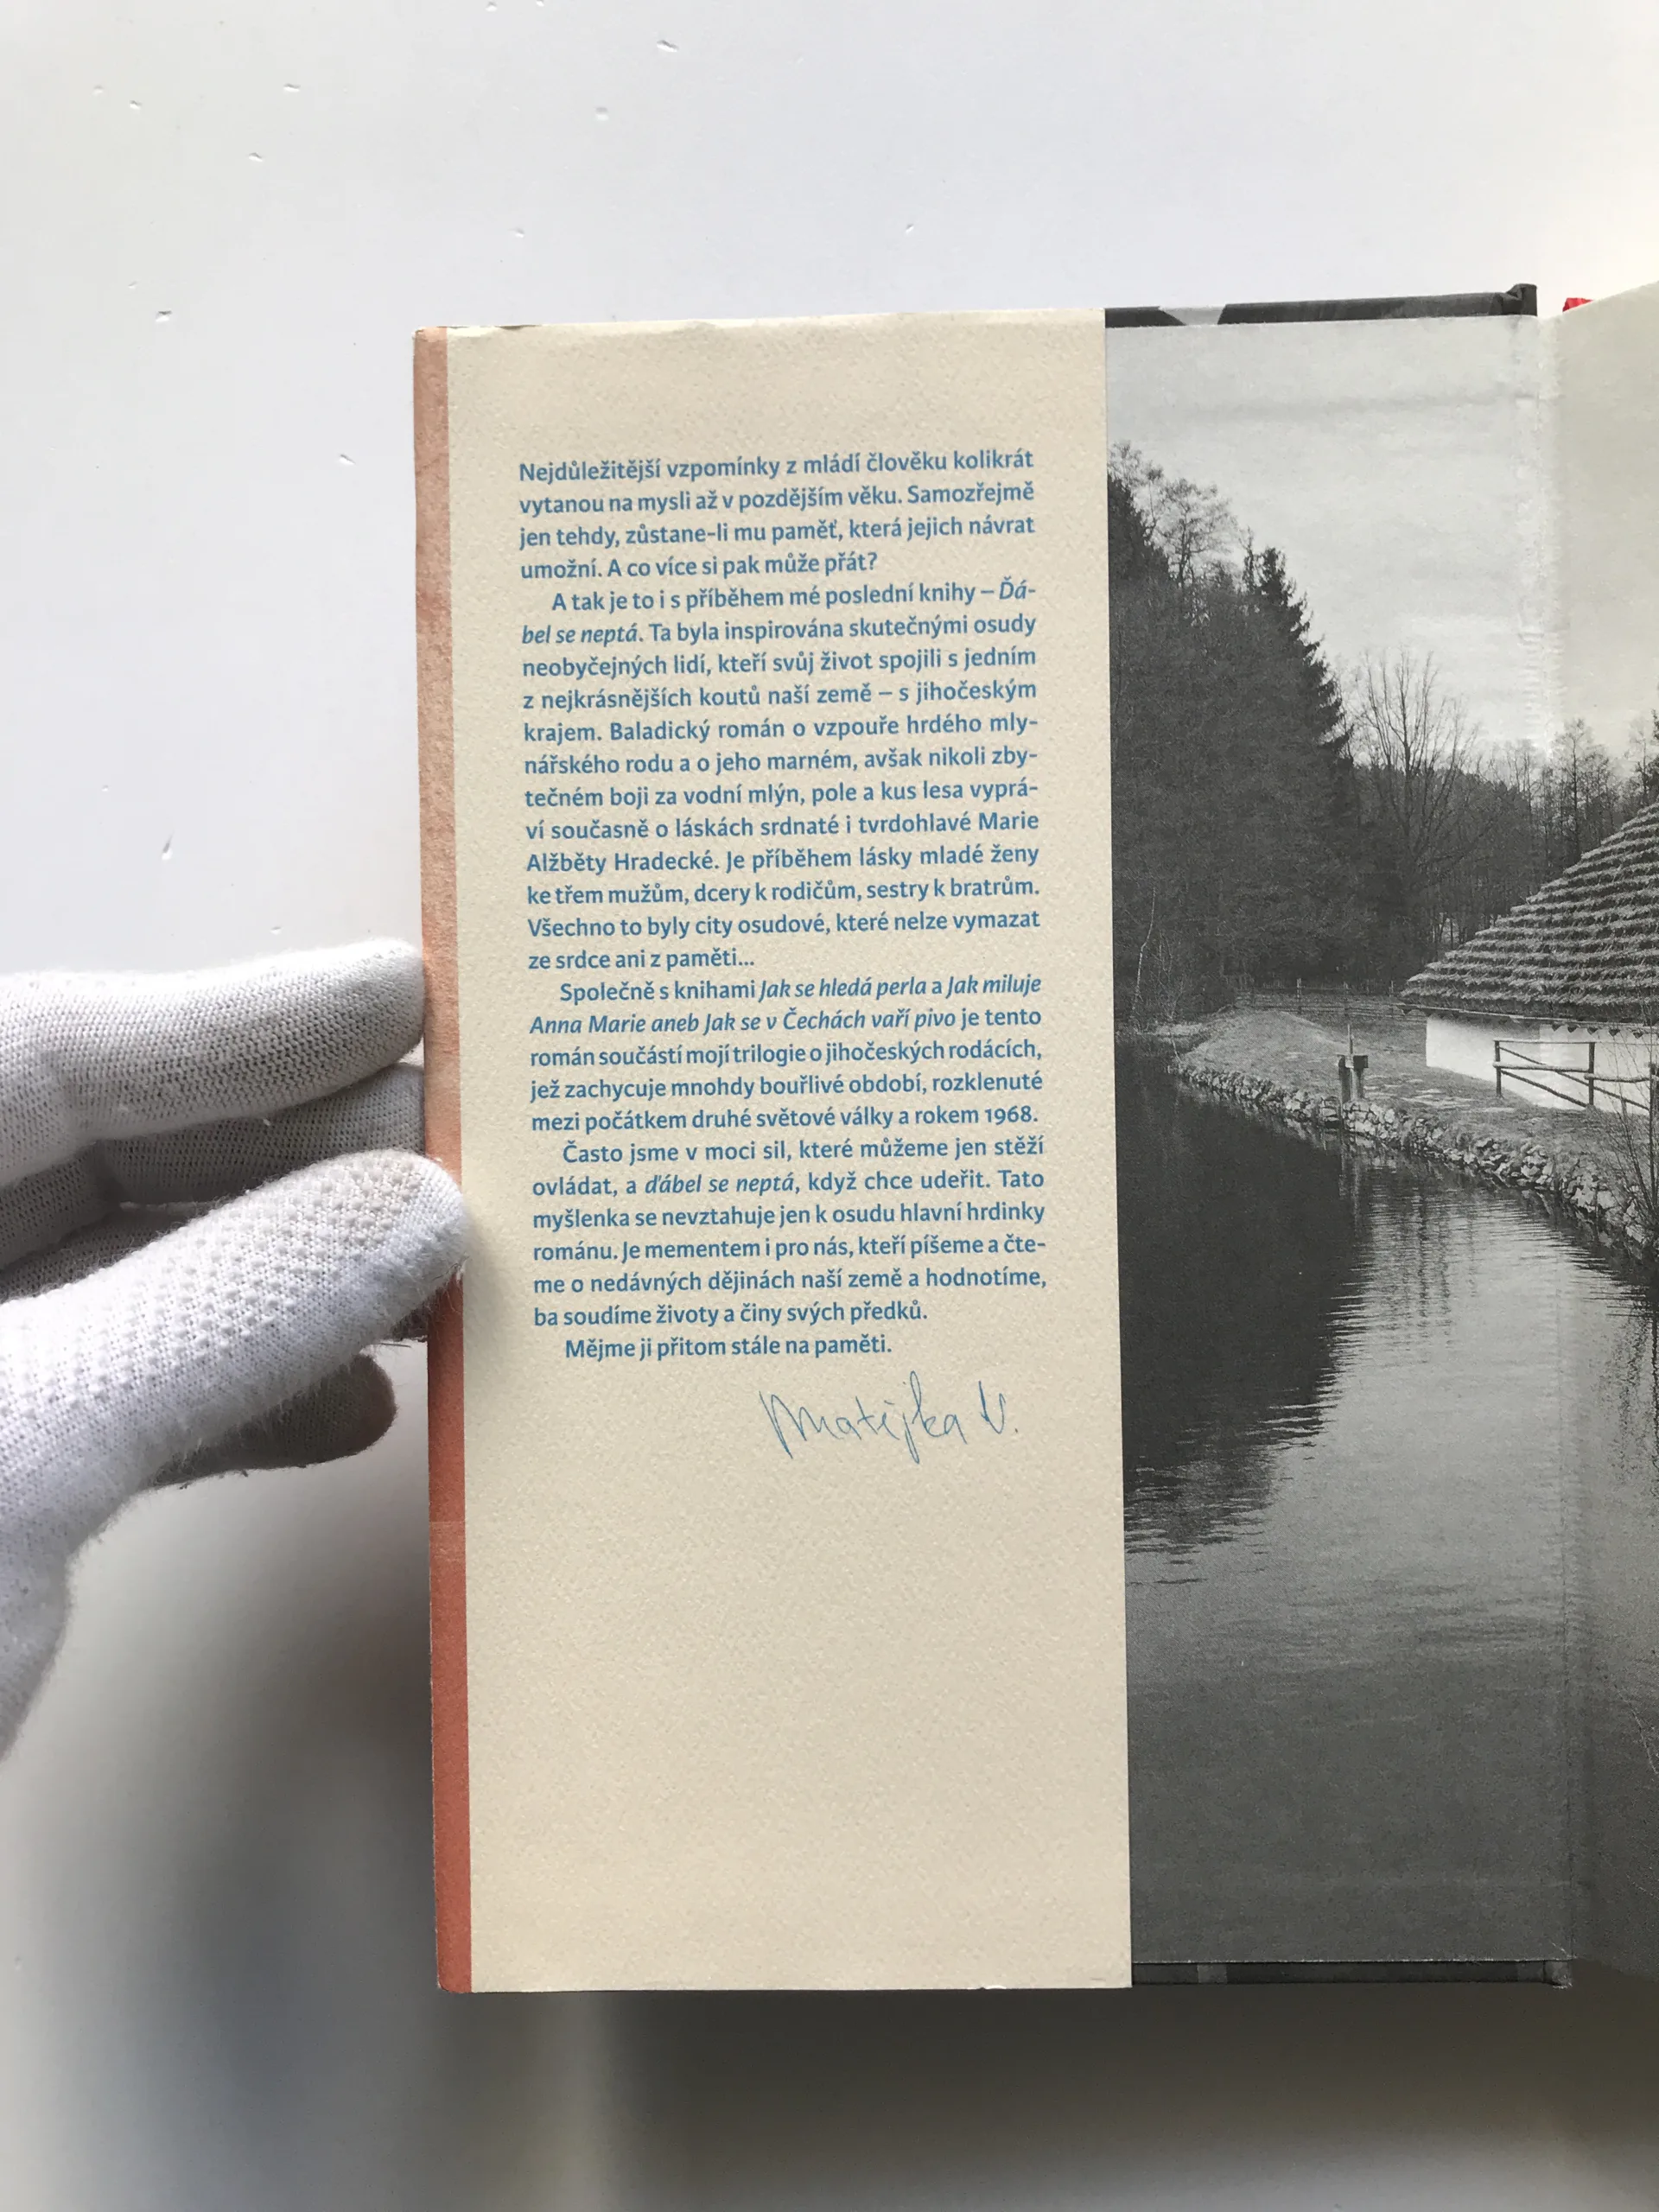 Nejdůležitější vzpomínky z mládí člověku kolikrát
vytanou na mysli až v pozdějším věku. Samozřejmě
jen tehdy, zůstane-li mu paměť, která jejich návrat
umožní. A co více si pak může přát?
A tak je to i s příběhem mé poslední knihy – Ďá-
bel se neptá. Ta byla inspirována skutečnými osudy
neobyčejných lidí, kteří svůj život spojili s jedním
z nejkrásnějších koutů naší země – s jihočeským
krajem. Baladický román o vzpouře hrdého mly-
nářského rodu a o jeho marném, avšak nikoli zby-
tečném boji za vodní mlýn, pole a kus lesa vyprá-
ví současně o láskách srdnaté i tvrdohlavé Marie
Alžběty Hradecké. Je příběhem lásky mladé ženy
ke třem mužům, dcery k rodičům, sestry k bratrům.
Všechno to byly city osudové, které nelze vymazat
ze srdce ani z paměti...
Společně s knihami Jak se hledá perla a Jak miluje
Anna Marie aneb Jak se v Čechách vaří pivo je tento
román součástí mojí trilogie o jihočeských rodácích,
jež zachycuje mnohdy bouřlivé období, rozklenuté
mezi počátkem druhé světové války a rokem 1968.
Často jsme v moci sil, které můžeme jen stěží
ovládat, a ďábel se neptá, když chce udeřit. Tato
myšlenka se nevztahuje jen k osudu hlavní hrdinky
románu. Je mementem i pro nás, kteří píšeme a čte-
me o nedávných dějinách naší země a hodnotíme,
ba soudíme životy a činy svých předků.
Mějme ji přitom stále na paměti.
Matějka V.